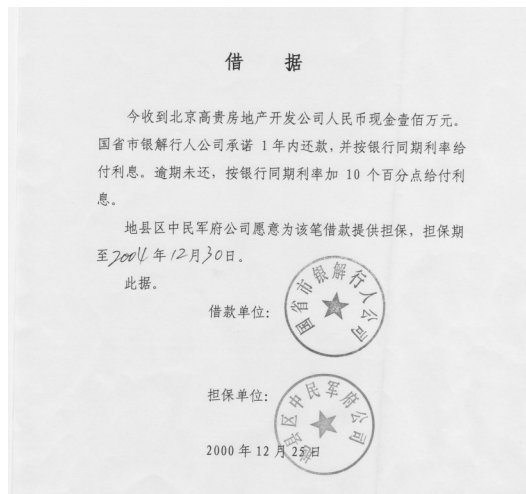 借 据
今收到北京高贵房地产开发公司人民币现金壹佰万元。
国省市银解行人公司承诺 1 年内还款，并按银行同期利率给
付利息。逾期未还，按银行同期利率加 10 个百分点给付利
息。
地县区中民军府公司愿意为该笔借款提供担保，担保期
至2004年12月30日。
此据。
借款单位：
国省市银解行人公司
担保单位：
地县区中民军府公司
2000 年 12 月 25 日